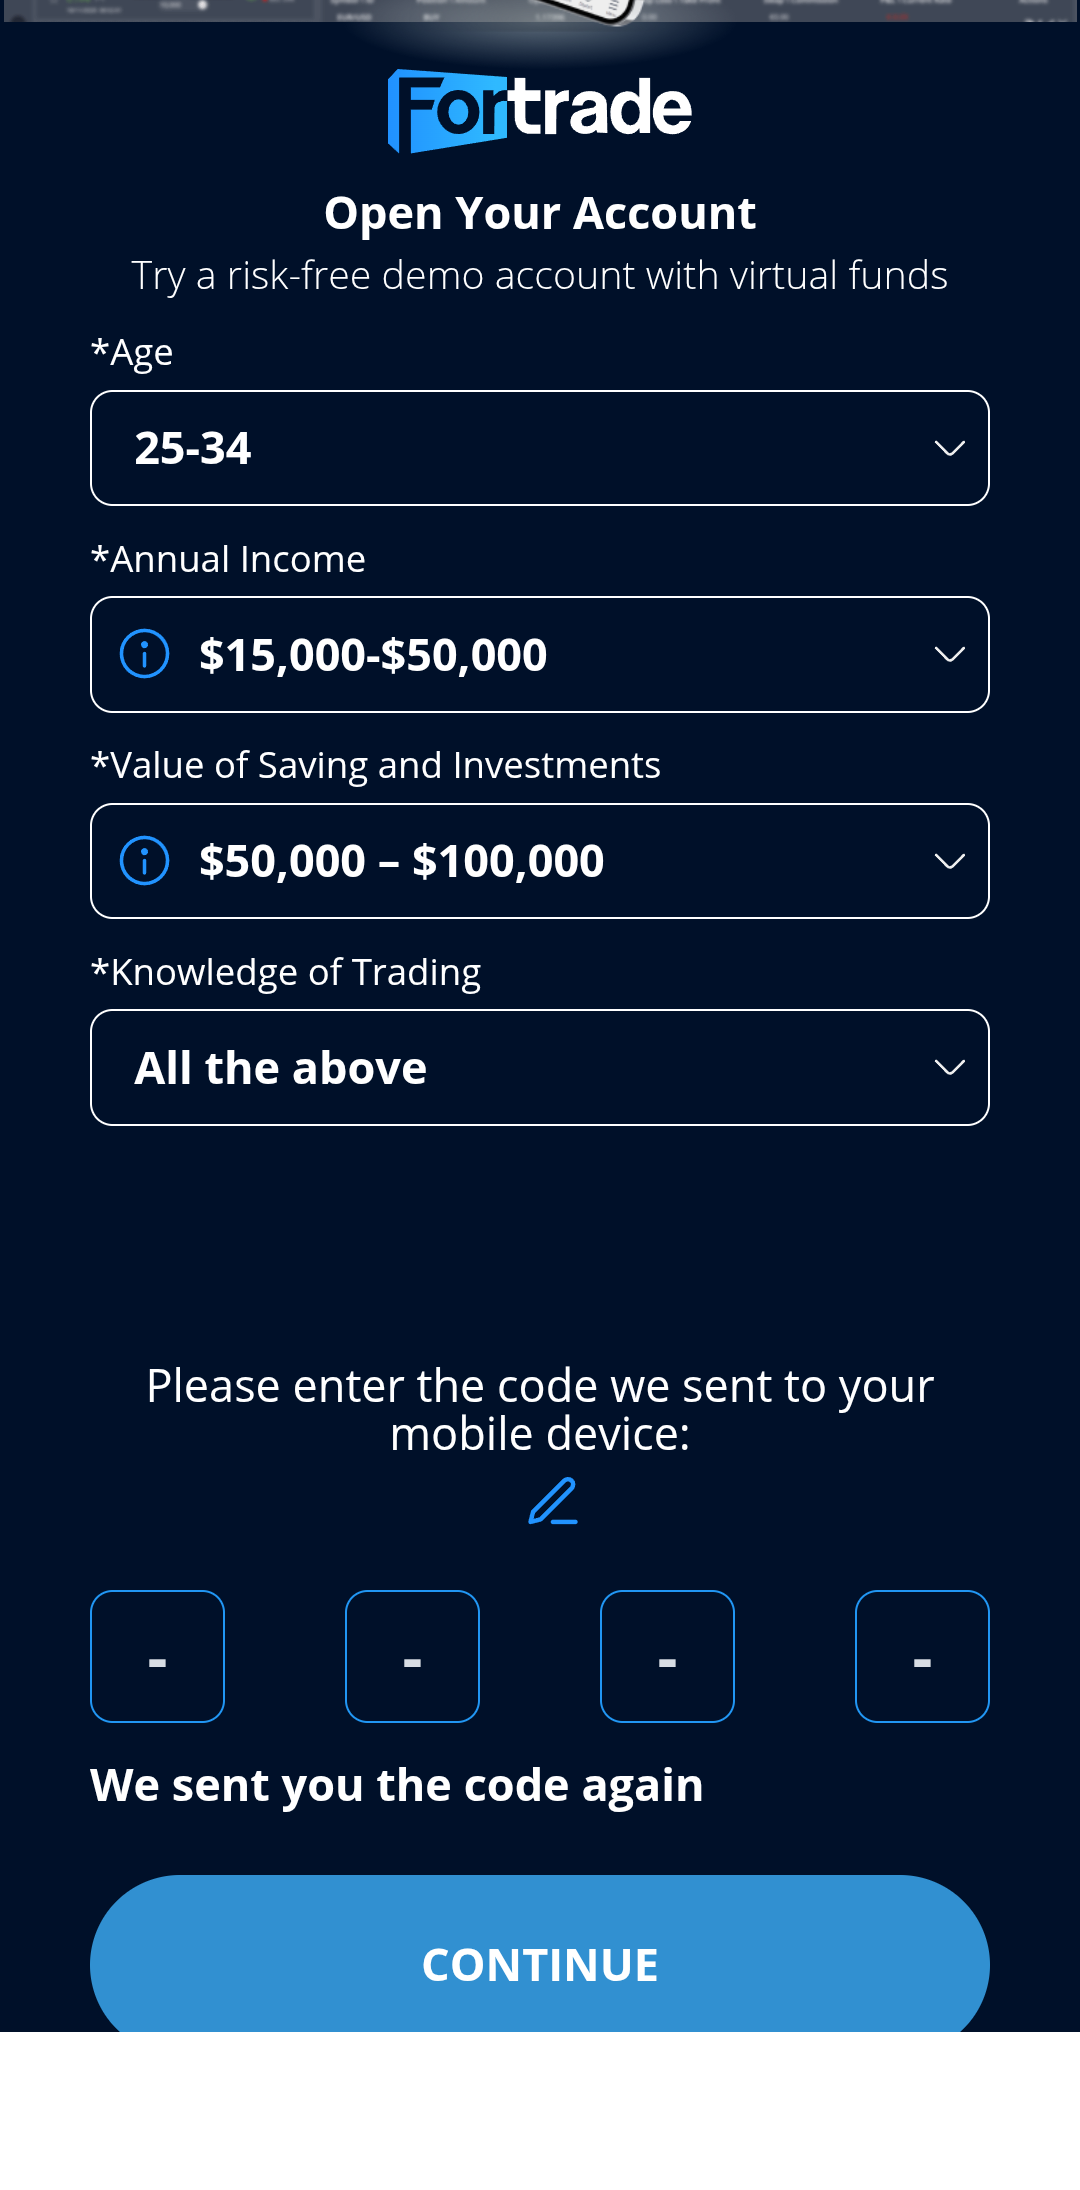 Fortrade
Open Your Account
Try a risk-free demo account with virtual funds
*Age
25-34
*Annual Income
$15,000-$50,000
*Value of Saving and Investments
$50,000 – $100,000
*Knowledge of Trading
All the above
Please enter the code we sent to your
mobile device:
- - - -
We sent you the code again
CONTINUE